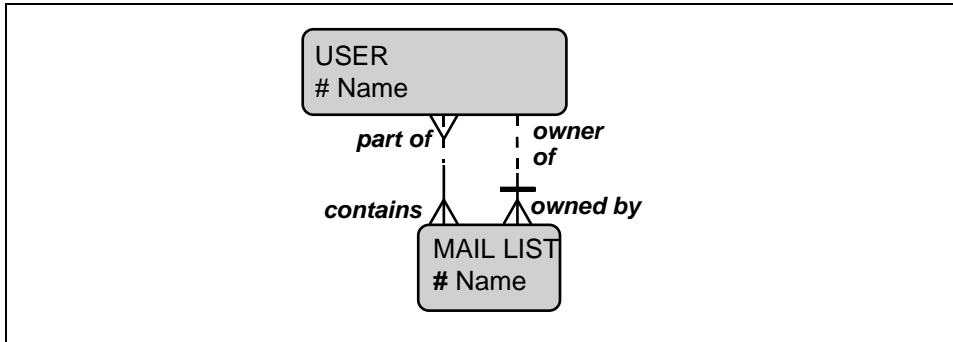 USER
# Name
part of
owner
of
contains
owned by
MAIL LIST
# Name